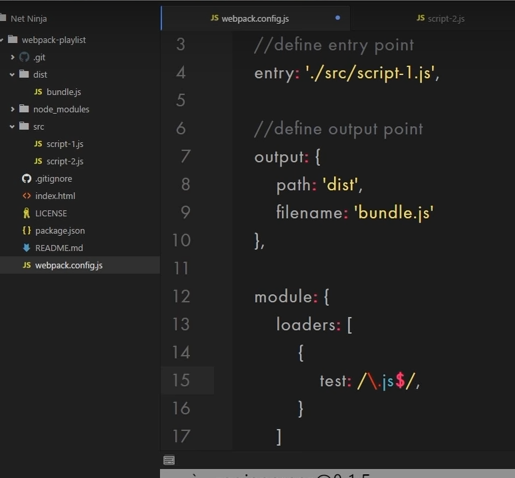 Net Ninja
webpack-playlist
.git
dist
JS bundle.js
node_modules
src
JS script-1.js
JS script-2.js
.gitignore
<> index.html
LICENSE
{} package.json
README.md
JS webpack.config.js
JS webpack.config.js
JS script-2.js
3 //define entry point
4 entry: './src/script-1.js',
5
6 //define output point
7 output: {
8 path: 'dist',
9 filename: 'bundle.js'
10 },
11
12 module: {
13 loaders: [
14 {
15 test: /\.js$/,
16 }
17 ]